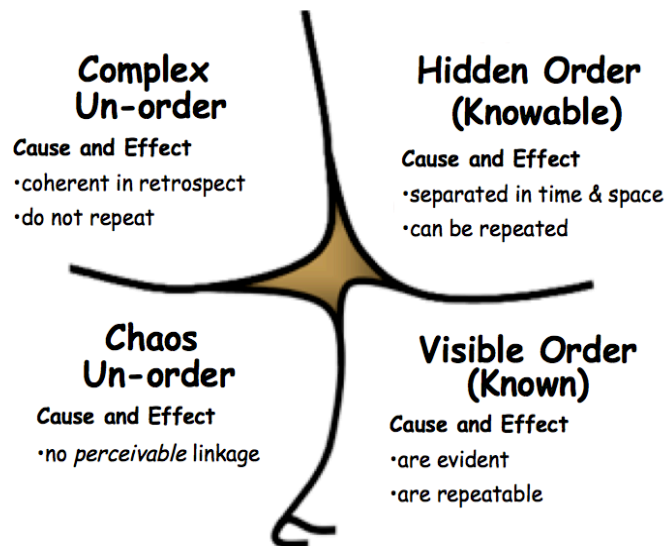 Complex
Un-order
Cause and Effect
•coherent in retrospect
•do not repeat
Hidden Order
(Knowable)
Cause and Effect
•separated in time & space
•can be repeated
Chaos
Un-order
Cause and Effect
•no perceivable linkage
Visible Order
(Known)
Cause and Effect
•are evident
•are repeatable